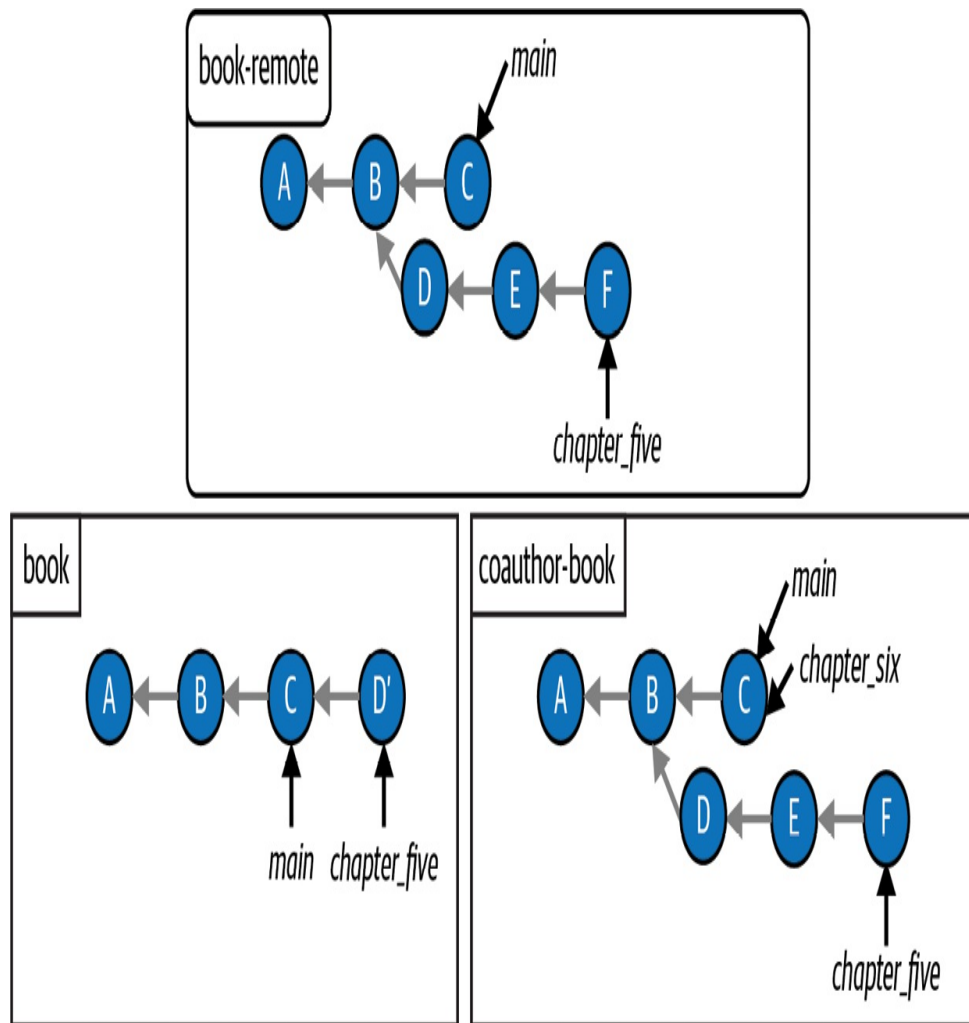 book-remote
main
A
B
C
D
E
F
chapter_five
book
A
B
C
D'
main
chapter_five
coauthor-book
main
chapter_six
A
B
C
D
E
F
chapter_five